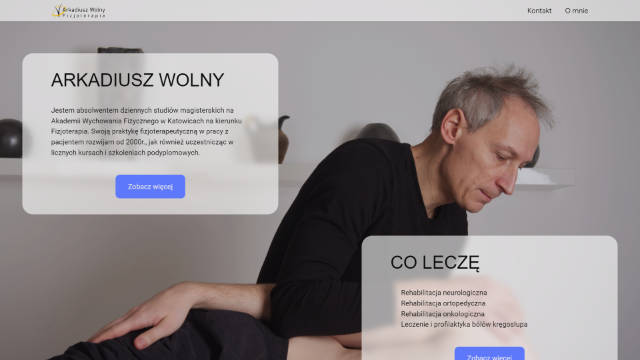 Arkadiusz Wolny
Fizjoterapia
Kontakt
O mnie
ARKADIUSZ WOLNY
Jestem absolwentem dziennych studiów magisterskich na
Akademii Wychowania Fizycznego w Katowicach na kierunku
Fizjoterapia. Swoją praktykę fizjoterapeutyczną w pracy z
pacjentem rozwijam od 2000r., jak również uczestnicząc w
licznych kursach i szkoleniach podyplomowych.
Zobacz więcej
CO LECZĘ
Rehabilitacja neurologiczna
Rehabilitacja ortopedyczna
Rehabilitacja onkologiczna
Leczenie i profilaktyka bólów kręgosłupa
Zobacz więcej